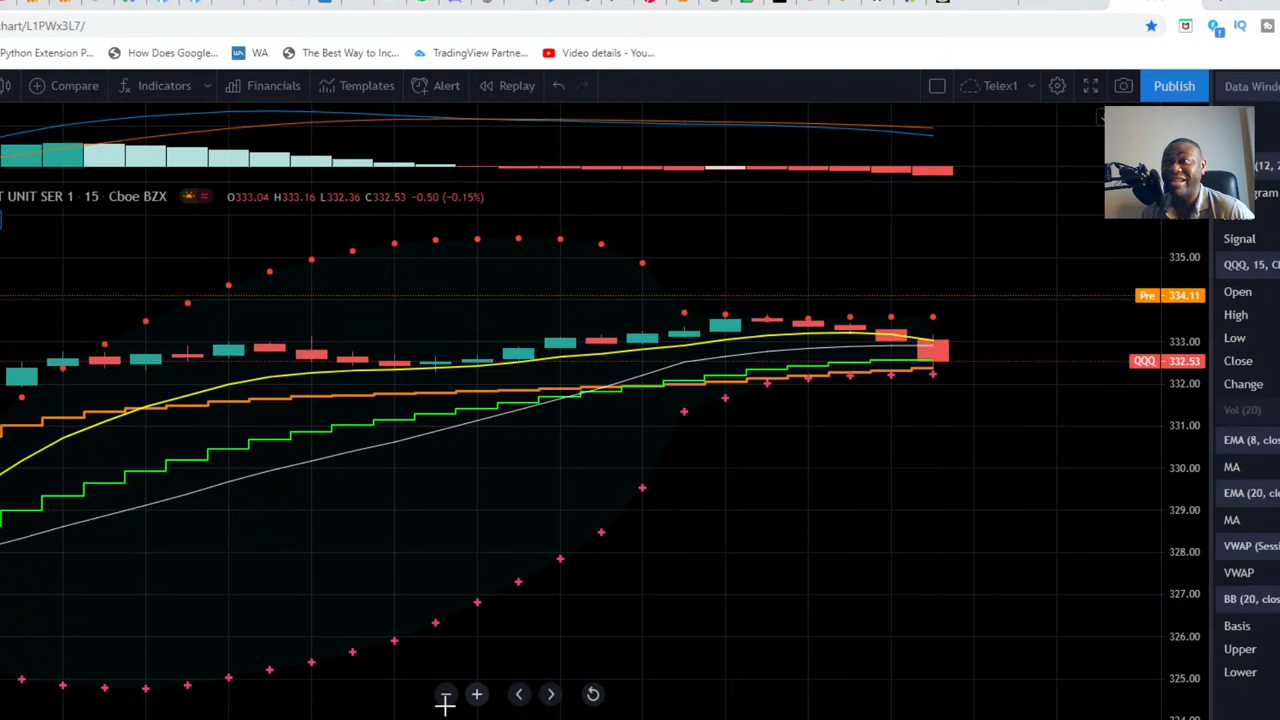 chart/L1PWx3L7/
Python Extension P...
How Does Google...
WA
The Best Way to Inc...
TradingView Partne...
Video details - You...
Compare
Indicators
Financials
Templates
Alert
Replay
Telex1
Publish
Data Wind
(12, 2
gram
T UNIT SER 1 · 15 · Cboe BZX
O333.04 H333.16 L332.36 C332.53 -0.50 (-0.15%)
Signal
335.00
QQQ, 15, C
Pre 334.11
Open
High
333.00
Low
QQQ 332.53
Close
332.00
Change
Vol (20)
331.00
EMA (8, clos
330.00
MA
329.00
EMA (20, clo
MA
328.00
VWAP (Sessi
327.00
VWAP
BB (20, close
326.00
Basis
Upper
325.00
Lower